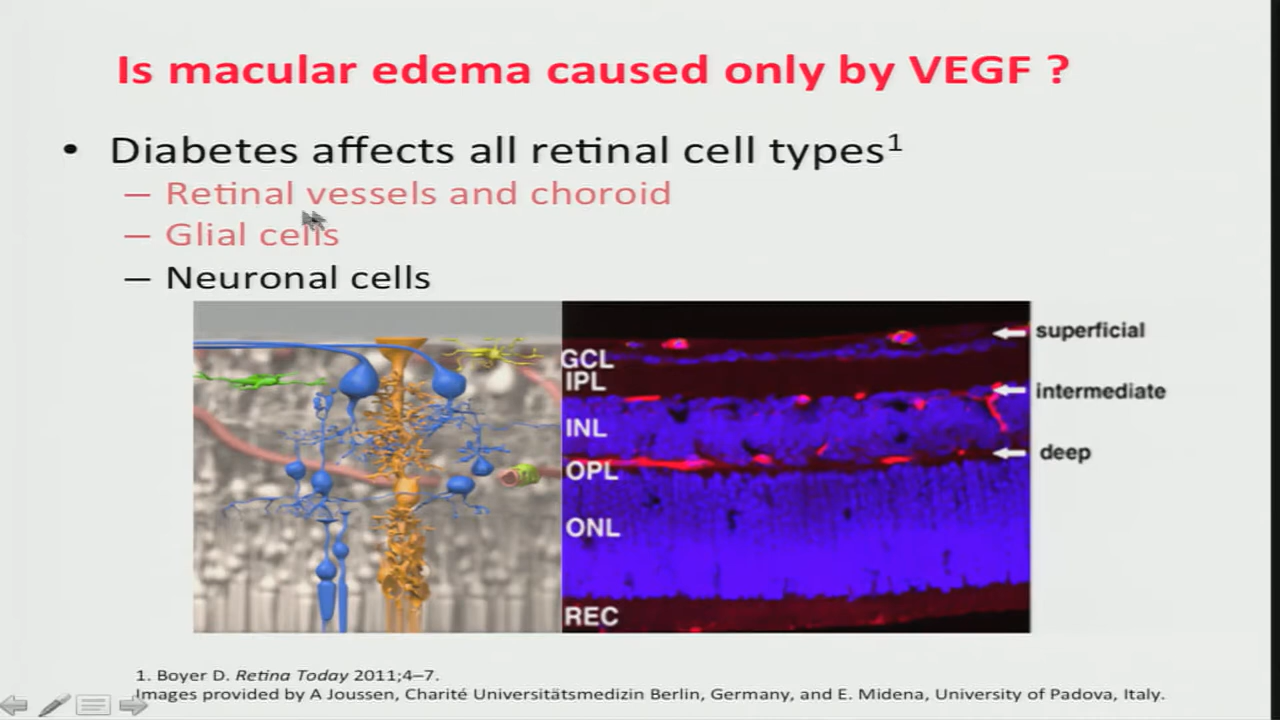 Is macular edema caused only by VEGF ?
• Diabetes affects all retinal cell types1
– Retinal vessels and choroid
– Glial cells
– Neuronal cells
superficial
GCL
IPL
intermediate
INL
deep
OPL
ONL
REC
1. Boyer D. Retina Today 2011;4–7.
Images provided by A Joussen, Charité Universitätsmedizin Berlin, Germany, and E. Midena, University of Padova, Italy.